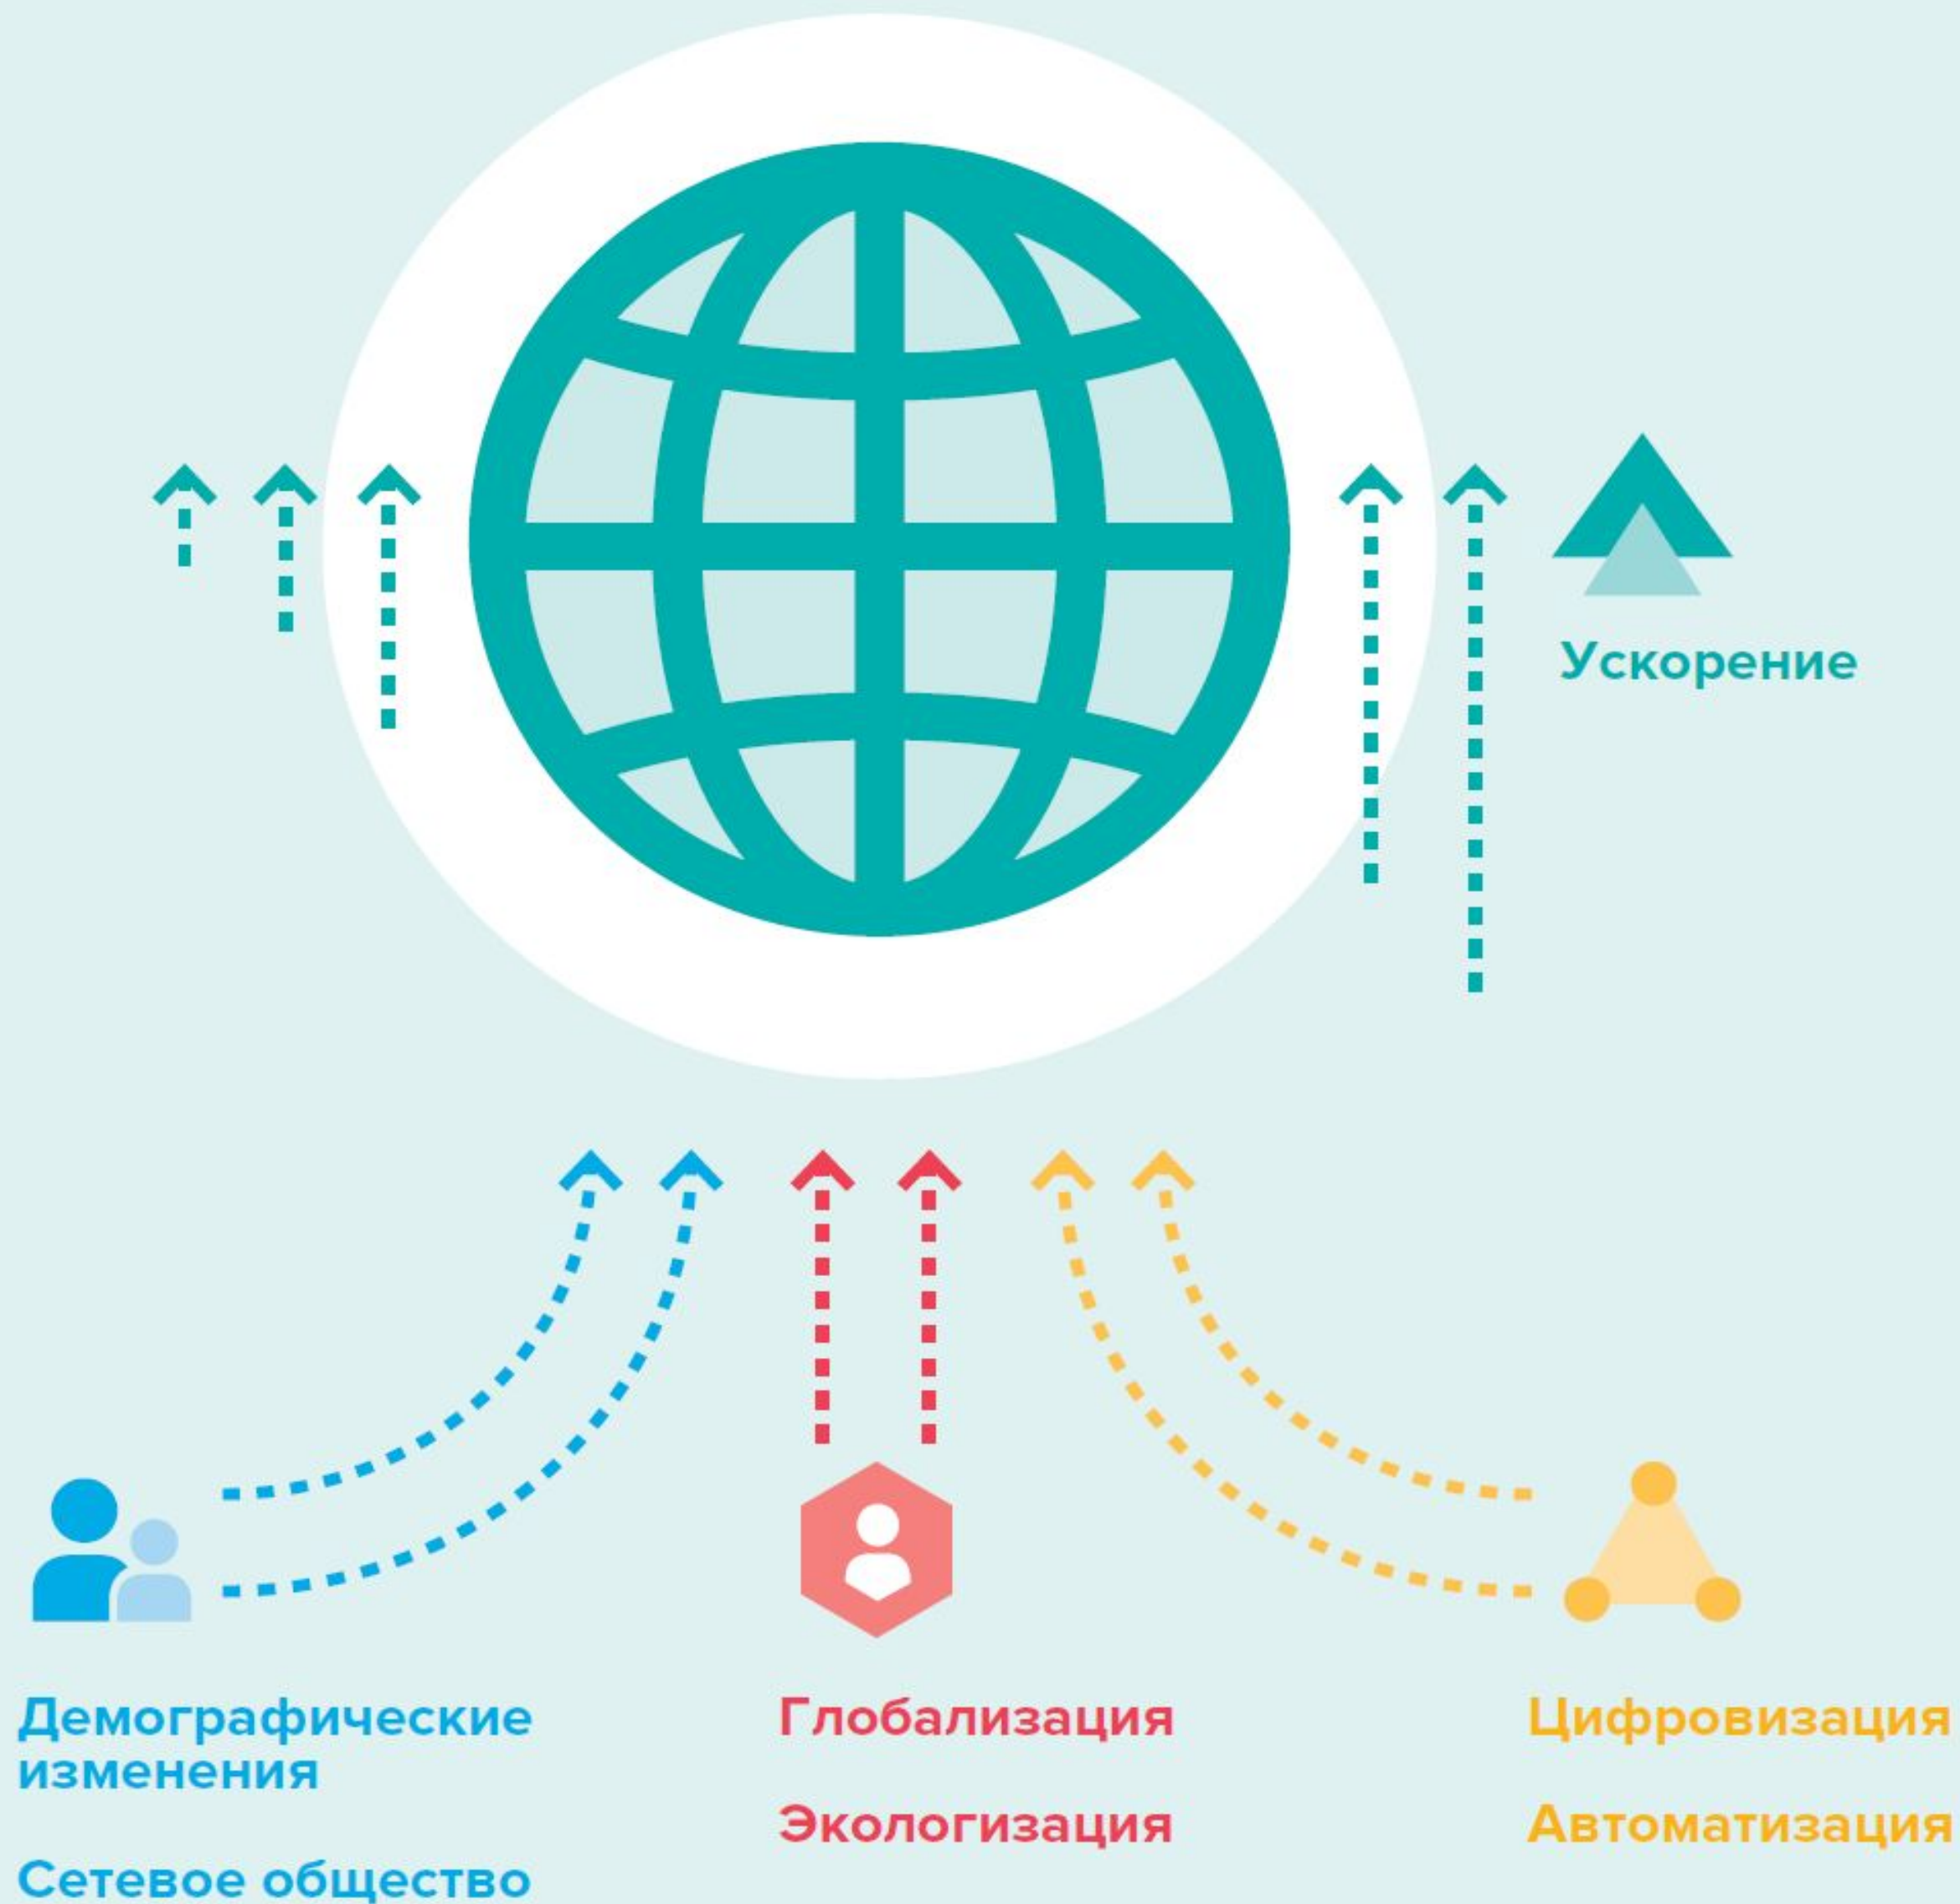 Ускорение
Демографические
изменения
Сетевое общество
Глобализация
Экологизация
Цифровизация
Автоматизация